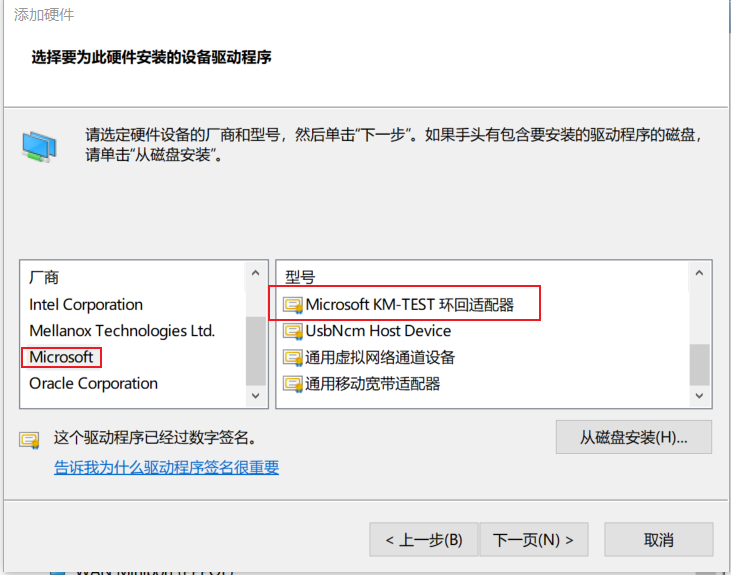 添加硬件
选择要为此硬件安装的设备驱动程序
请选定硬件设备的厂商和型号，然后单击“下一步”。如果手头有包含要安装的驱动程序的磁盘，
请单击“从磁盘安装”。
厂商
Intel Corporation
Mellanox Technologies Ltd.
Microsoft
Oracle Corporation
型号
Microsoft KM-TEST 环回适配器
UsbNcm Host Device
通用虚拟网络通道设备
通用移动宽带适配器
这个驱动程序已经过数字签名。
告诉我为什么驱动程序签名很重要
从磁盘安装(H)...
< 上一步(B)
下一页(N) >
取消
WAN Miniport